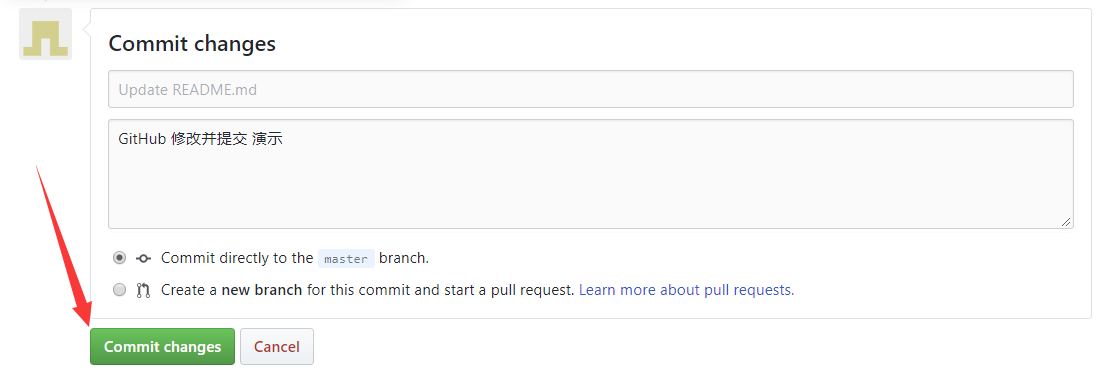 Commit changes
Update README.md
GitHub 修改并提交 演示
Commit directly to the master branch.
Create a new branch for this commit and start a pull request. Learn more about pull requests.
Commit changes
Cancel